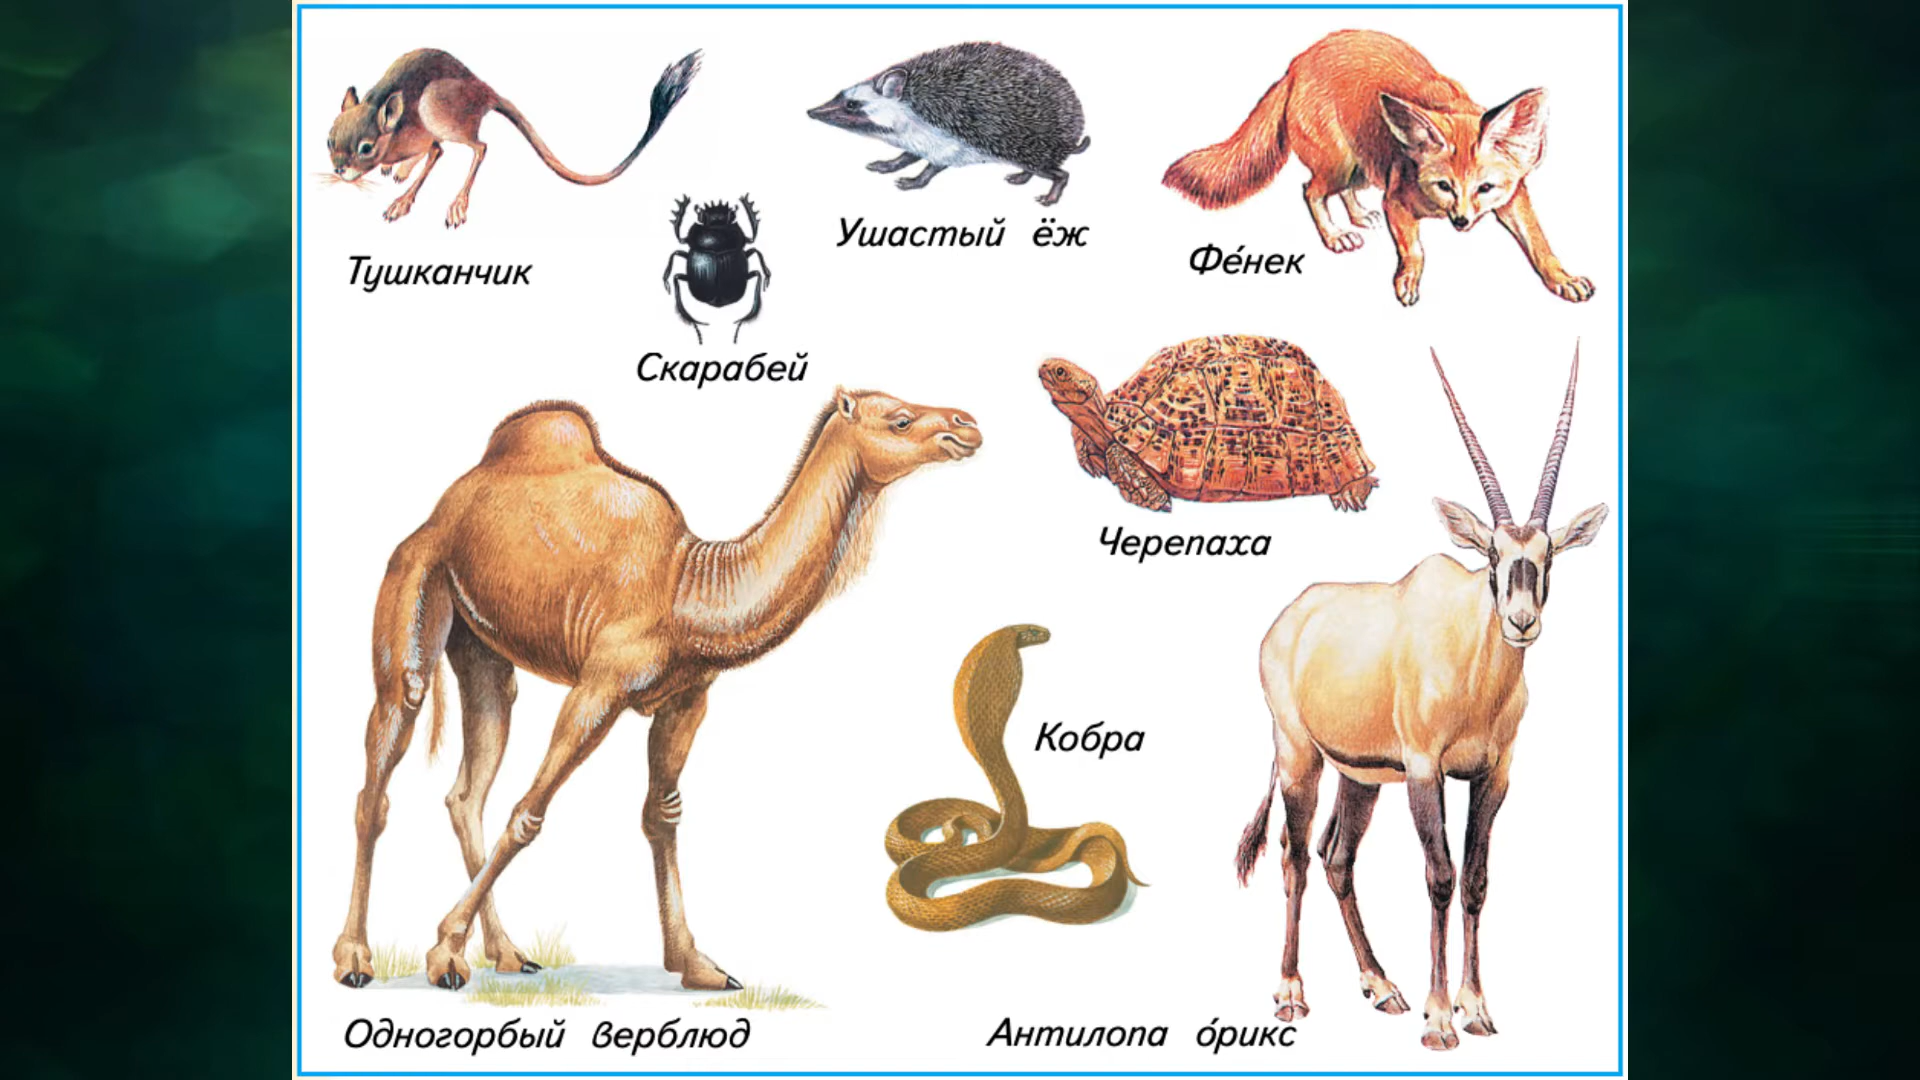 Тушканчик
Ушастый ёж
Фе́нек
Скарабей
Черепаха
Кобра
Одногорбый верблюд
Антилопа о́рикс